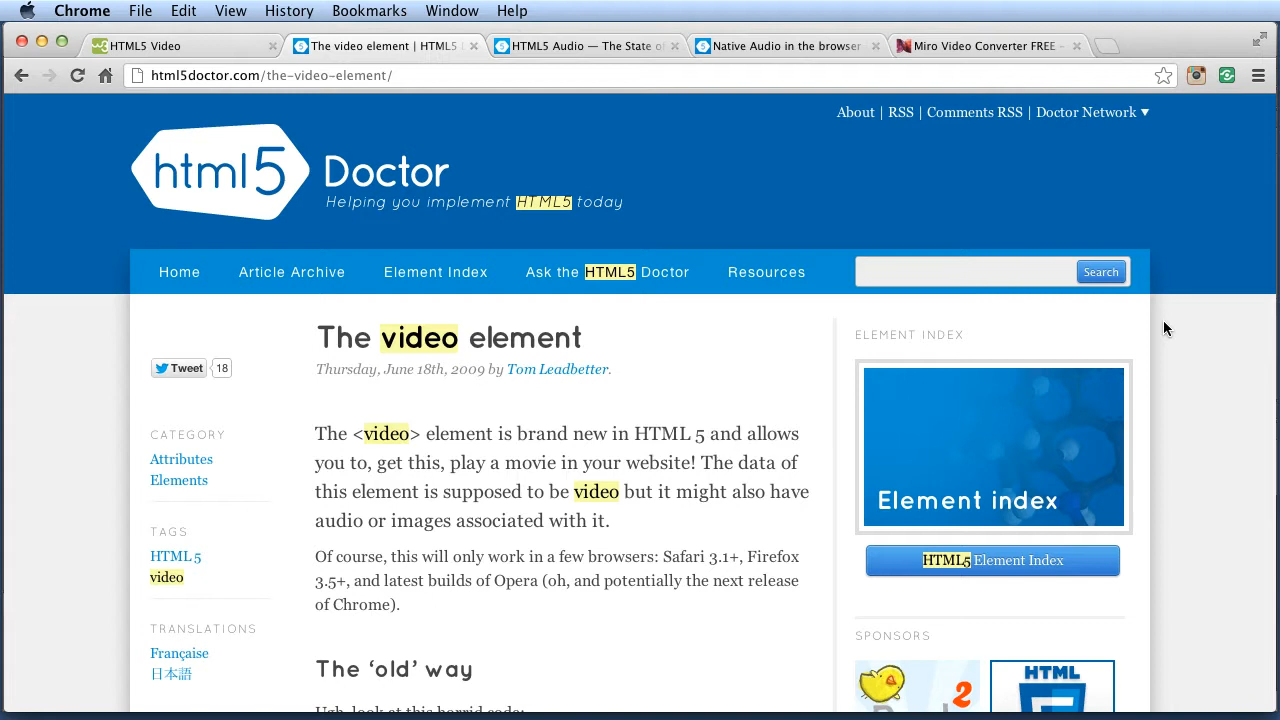 Chrome File Edit View History Bookmarks Window Help
HTML5 Video
The video element | HTML5
HTML5 Audio — The State of
Native Audio in the browser
Miro Video Converter FREE -
html5doctor.com/the-video-element/
About | RSS | Comments RSS | Doctor Network ▼
html5 Doctor
Helping you implement HTML5 today
Home Article Archive Element Index Ask the HTML5 Doctor Resources
Search
The video element
Thursday, June 18th, 2009 by Tom Leadbetter.
Tweet 18
CATEGORY
Attributes
Elements
TAGS
HTML 5
video
TRANSLATIONS
Française
日本語
The <video> element is brand new in HTML 5 and allows
you to, get this, play a movie in your website! The data of
this element is supposed to be video but it might also have
audio or images associated with it.
Of course, this will only work in a few browsers: Safari 3.1+, Firefox
3.5+, and latest builds of Opera (oh, and potentially the next release
of Chrome).
The ‘old’ way
Ugh, look at this horrid code:
ELEMENT INDEX
Element index
HTML5 Element Index
SPONSORS
2
HTML